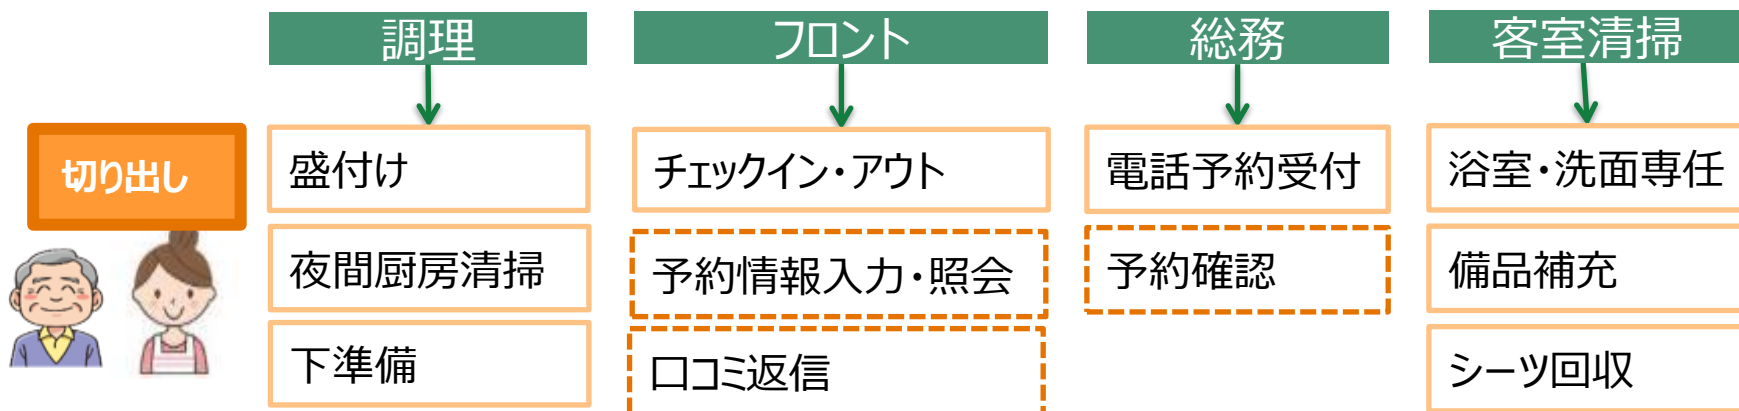 調理
フロント
総務
客室清掃
切り出し
盛付け
チェックイン・アウト
電話予約受付
浴室・洗面専任
夜間厨房清掃
予約情報入力・照会
予約確認
備品補充
下準備
口コミ返信
シーツ回収